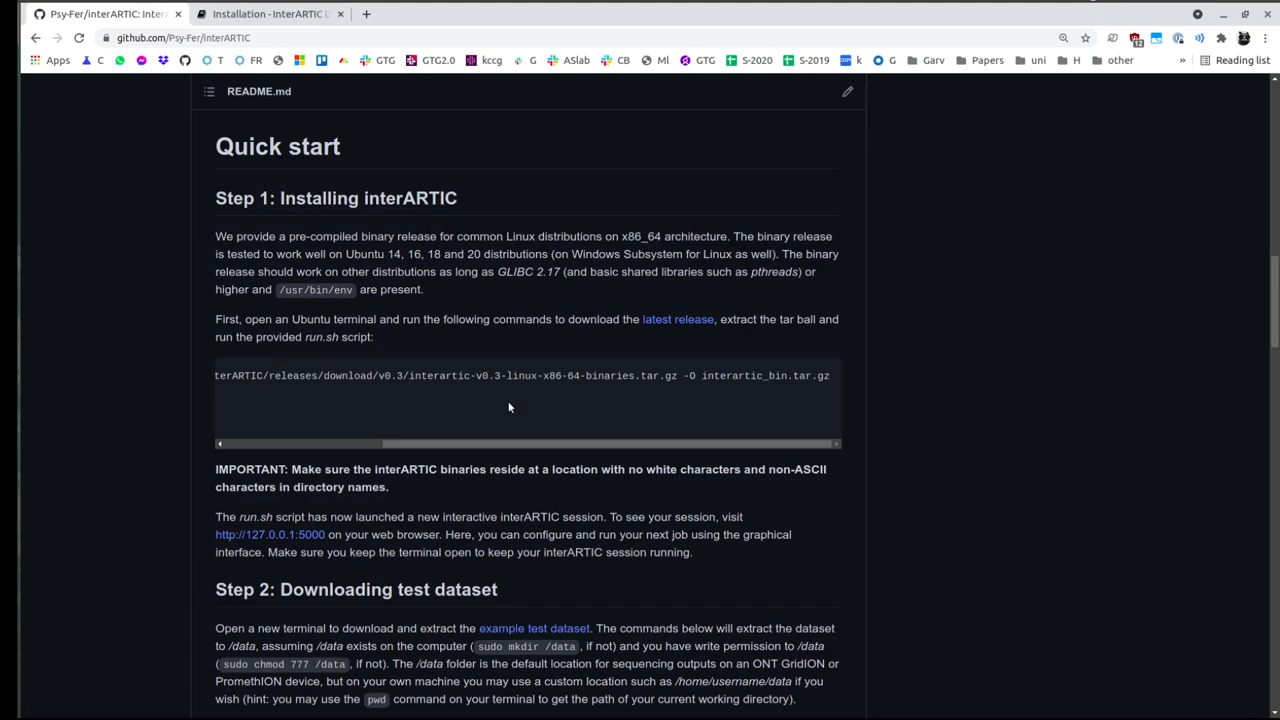 Psy-Fer/interARTIC: InterA
Installation - InterARTIC D
github.com/Psy-Fer/interARTIC
12
Apps C T FR GTG GTG2.0 kccg G ASlab CB Ml GTG S-2020 S-2019 k G Garv Papers uni H other » Reading list
README.md
Quick start
Step 1: Installing interARTIC
We provide a pre-compiled binary release for common Linux distributions on x86_64 architecture. The binary release
is tested to work well on Ubuntu 14, 16, 18 and 20 distributions (on Windows Subsystem for Linux as well). The binary
release should work on other distributions as long as GLIBC 2.17 (and basic shared libraries such as pthreads) or
higher and /usr/bin/env are present.
First, open an Ubuntu terminal and run the following commands to download the latest release, extract the tar ball and
run the provided run.sh script:
terARTIC/releases/download/v0.3/interartic-v0.3-linux-x86-64-binaries.tar.gz -O interartic_bin.tar.gz
IMPORTANT: Make sure the interARTIC binaries reside at a location with no white characters and non-ASCII
characters in directory names.
The run.sh script has now launched a new interactive interARTIC session. To see your session, visit
http://127.0.0.1:5000 on your web browser. Here, you can configure and run your next job using the graphical
interface. Make sure you keep the terminal open to keep your interARTIC session running.
Step 2: Downloading test dataset
Open a new terminal to download and extract the example test dataset. The commands below will extract the dataset
to /data, assuming /data exists on the computer (sudo mkdir /data, if not) and you have write permission to /data
(sudo chmod 777 /data, if not). The /data folder is the default location for sequencing outputs on an ONT GridION or
PromethION device, but on your own machine you may use a custom location such as /home/username/data if you
wish (hint: you may use the pwd command on your terminal to get the path of your current working directory).